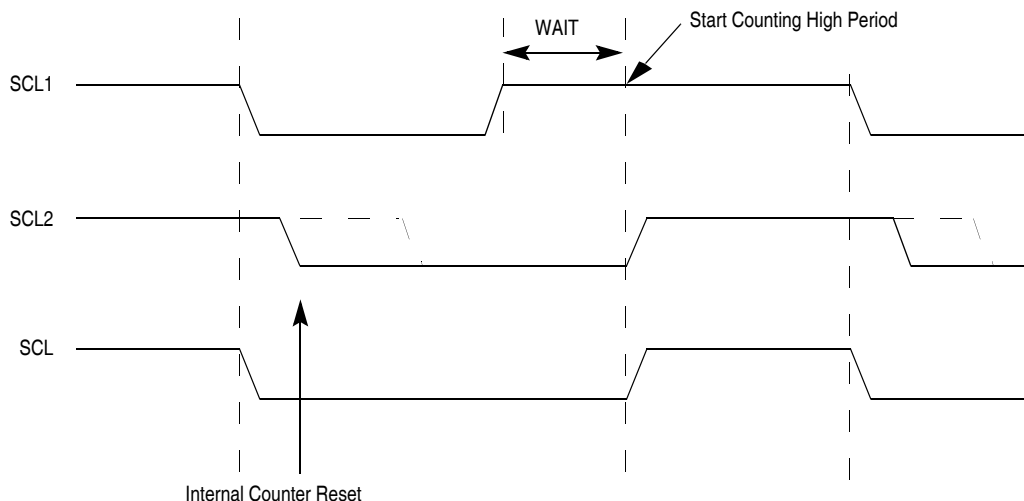 Start Counting High Period
WAIT
SCL1
SCL2
SCL
Internal Counter Reset